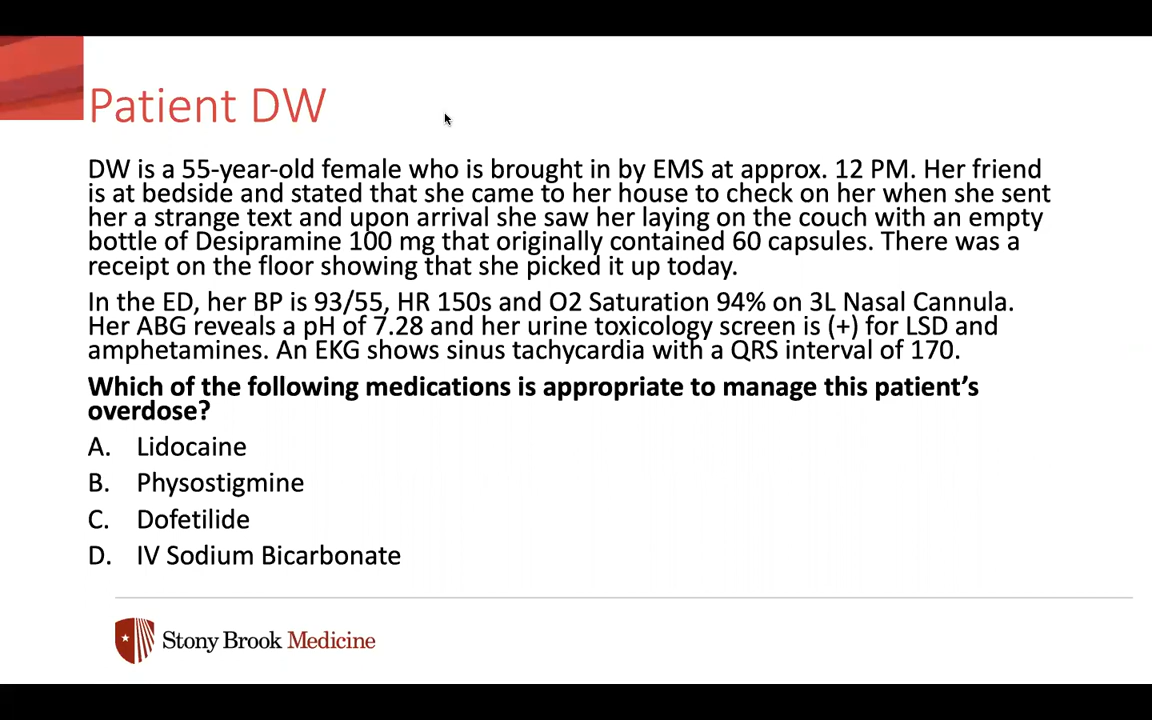 Patient DW
DW is a 55-year-old female who is brought in by EMS at approx. 12 PM. Her friend
is at bedside and stated that she came to her house to check on her when she sent
her a strange text and upon arrival she saw her laying on the couch with an empty
bottle of Desipramine 100 mg that originally contained 60 capsules. There was a
receipt on the floor showing that she picked it up today.
In the ED, her BP is 93/55, HR 150s and O2 Saturation 94% on 3L Nasal Cannula.
Her ABG reveals a pH of 7.28 and her urine toxicology screen is (+) for LSD and
amphetamines. An EKG shows sinus tachycardia with a QRS interval of 170.
Which of the following medications is appropriate to manage this patient’s
overdose?
A. Lidocaine
B. Physostigmine
C. Dofetilide
D. IV Sodium Bicarbonate
Stony Brook Medicine